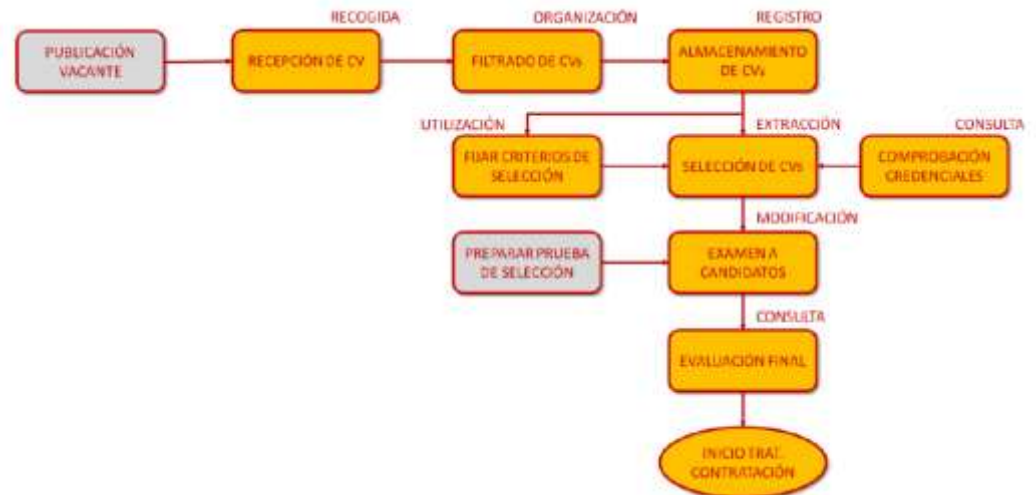 RECOGIDA
ORGANIZACIÓN
REGISTRO
PUBLICACIÓN
VACANTE
RECEPCIÓN DE CV
FILTRADO DE CVs
ALMACENAMIENTO
DE CVs
UTILIZACIÓN
EXTRACCIÓN
CONSULTA
FIJAR CRITERIOS DE
SELECCIÓN
SELECCIÓN DE CVs
COMPROBACIÓN
CREDENCIALES
MODIFICACIÓN
PREPARAR PRUEBA
DE SELECCIÓN
EXAMEN A
CANDIDATOS
CONSULTA
EVALUACIÓN FINAL
INICIO TRAT.
CONTRATACIÓN